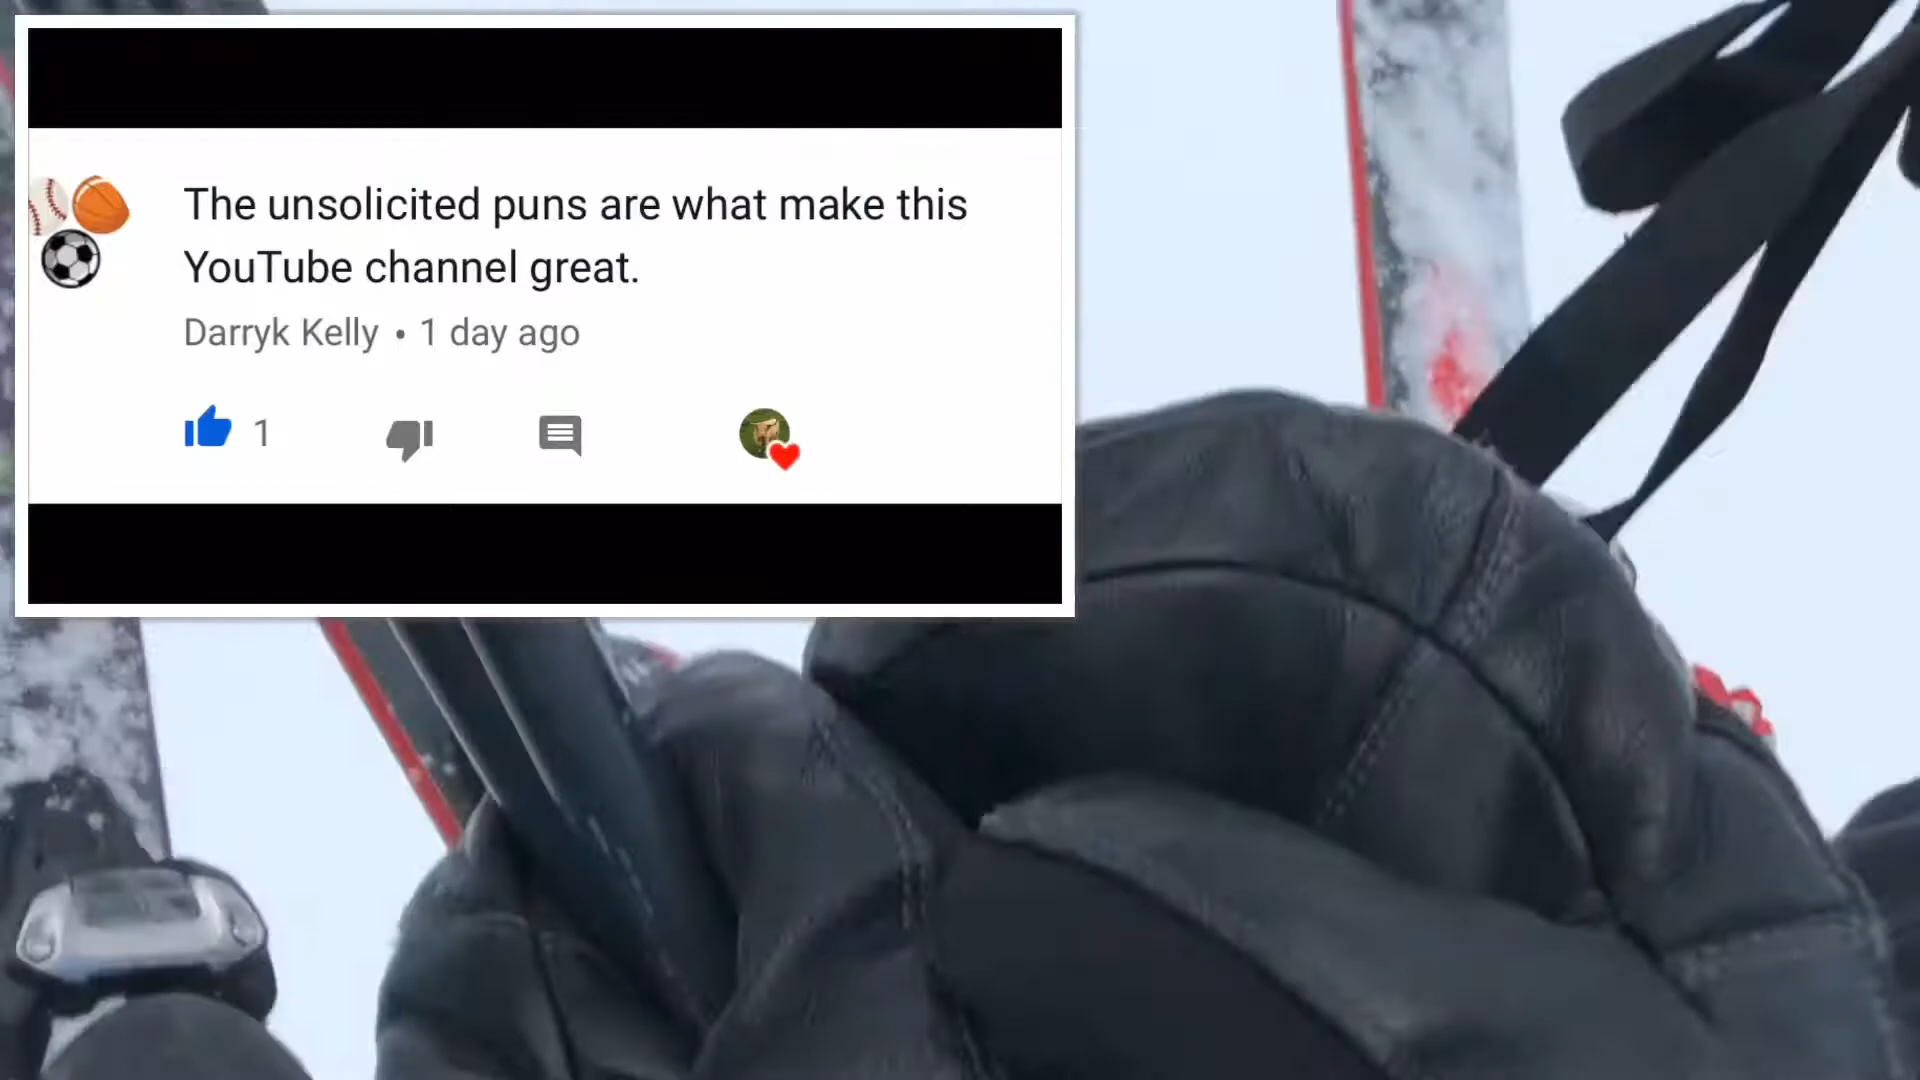 The unsolicited puns are what make this
YouTube channel great.
Darryk Kelly • 1 day ago
1